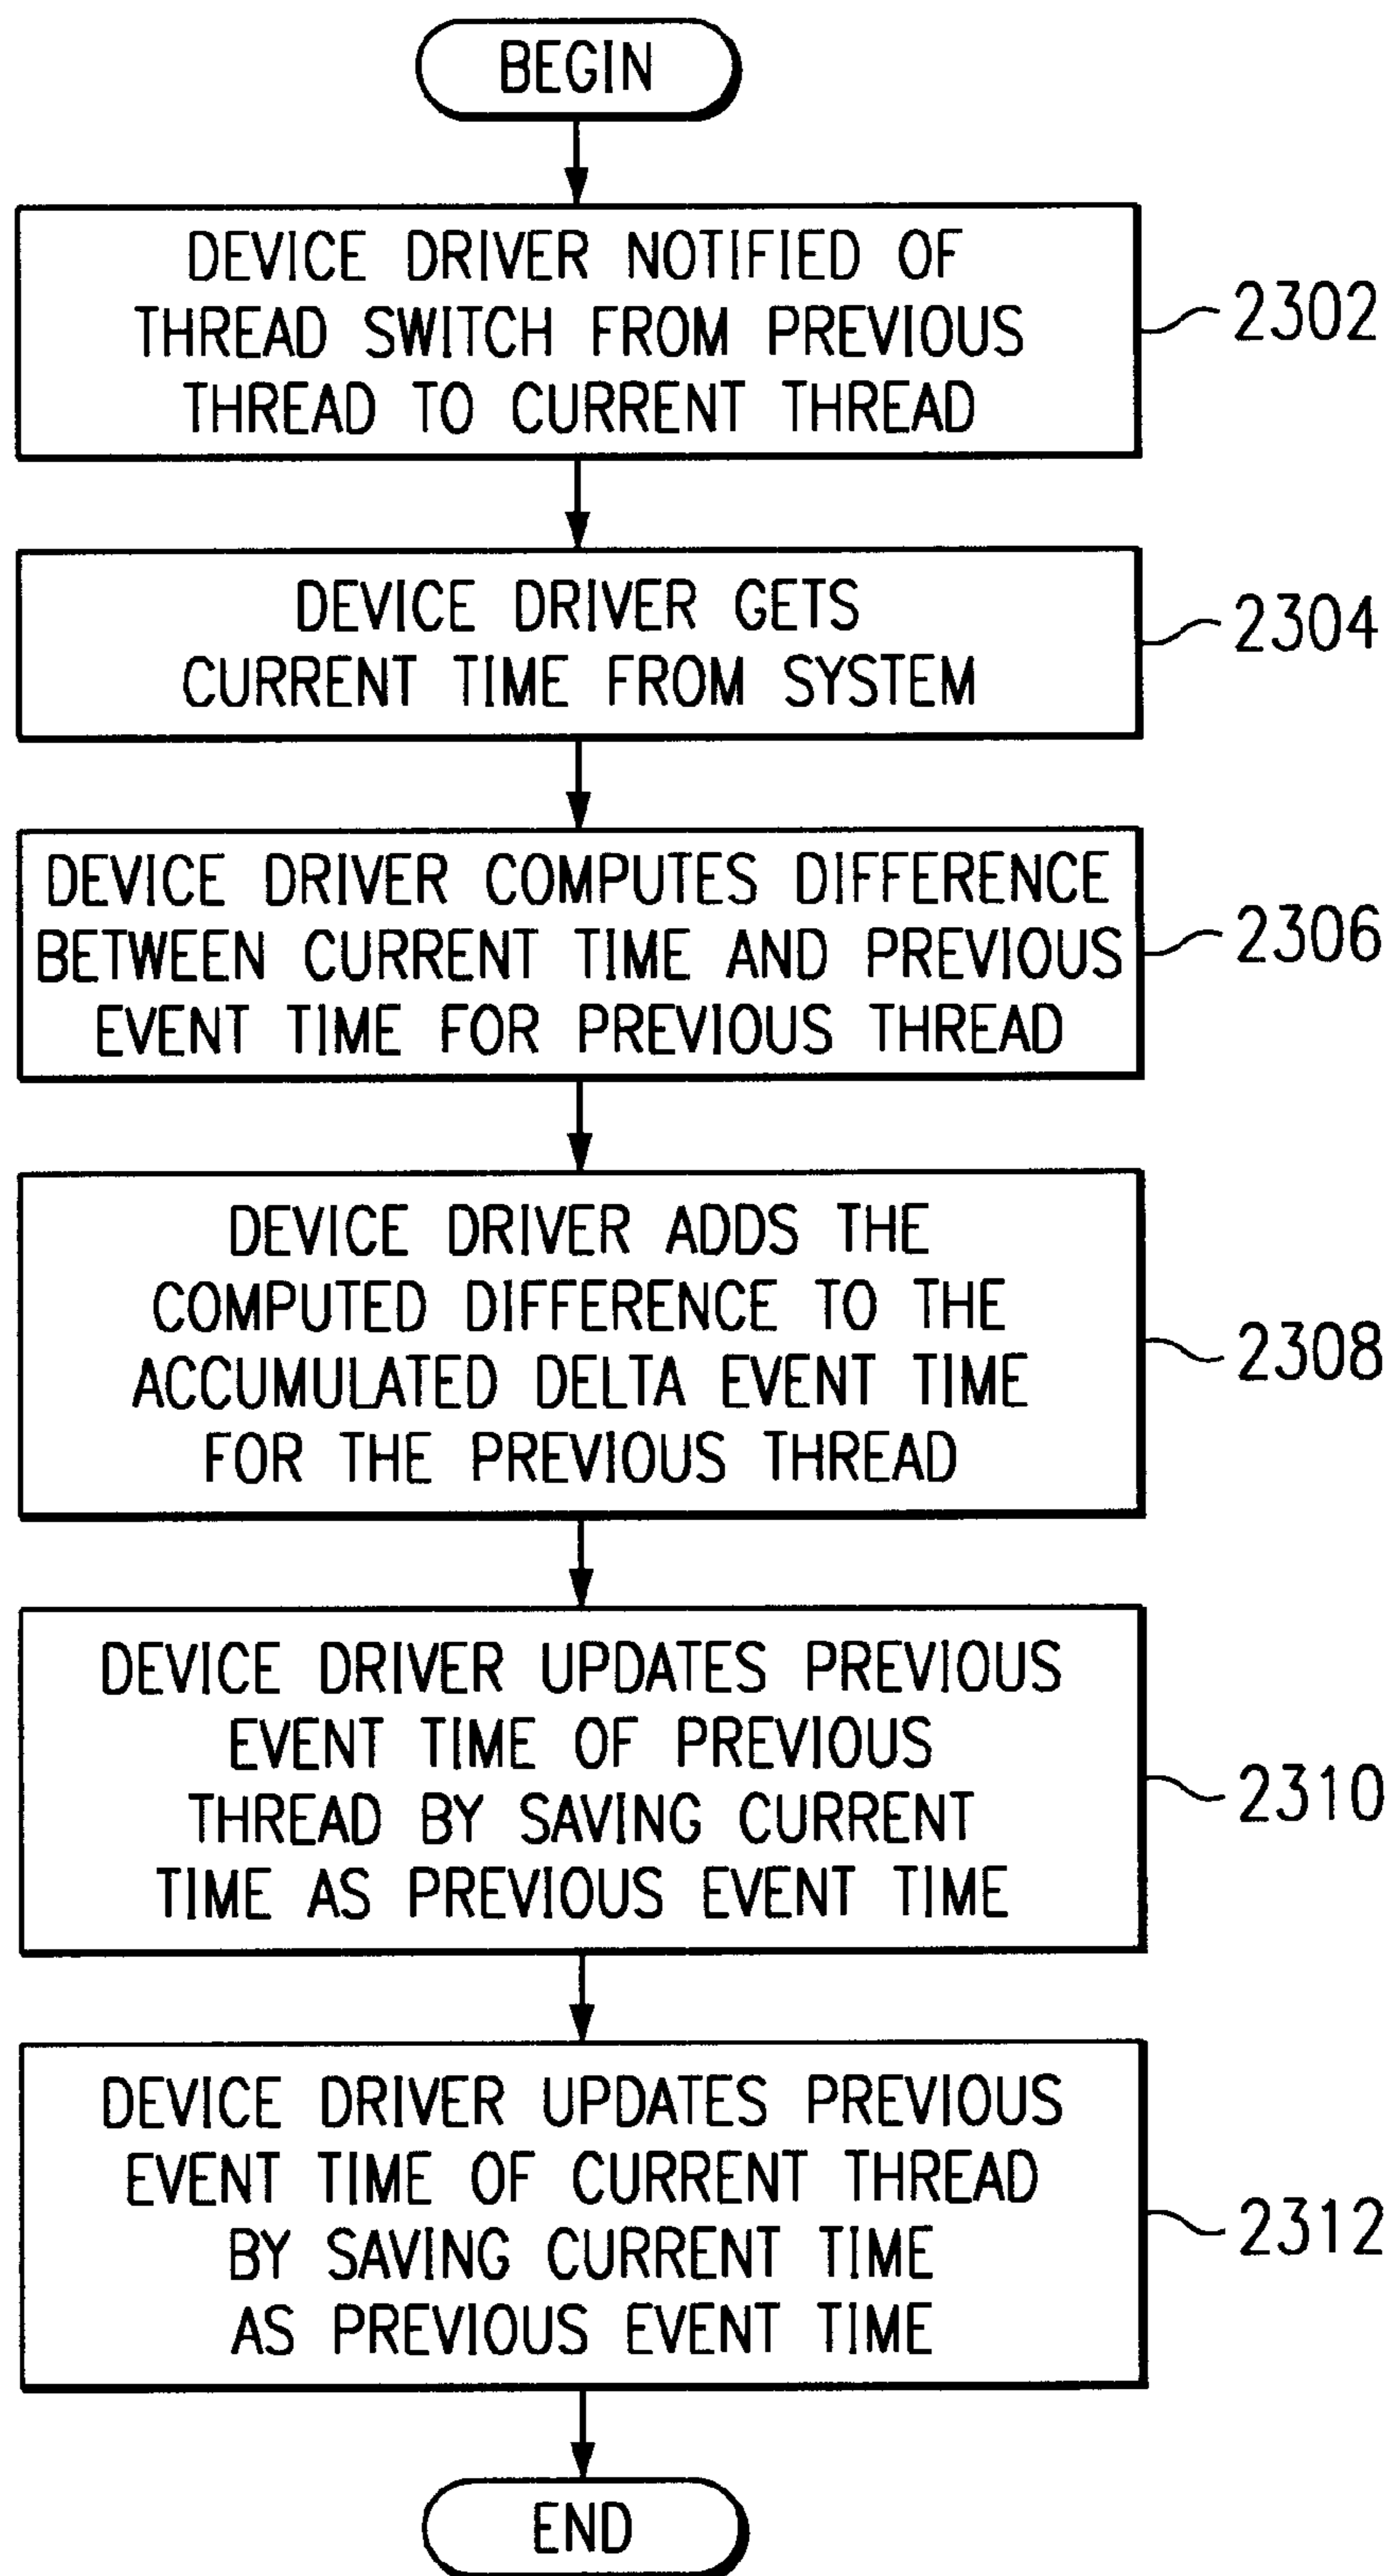 BEGIN
DEVICE DRIVER NOTIFIED OF
THREAD SWITCH FROM PREVIOUS
THREAD TO CURRENT THREAD
2302
DEVICE DRIVER GETS
CURRENT TIME FROM SYSTEM
2304
DEVICE DRIVER COMPUTES DIFFERENCE
BETWEEN CURRENT TIME AND PREVIOUS
EVENT TIME FOR PREVIOUS THREAD
2306
DEVICE DRIVER ADDS THE
COMPUTED DIFFERENCE TO THE
ACCUMULATED DELTA EVENT TIME
FOR THE PREVIOUS THREAD
2308
DEVICE DRIVER UPDATES PREVIOUS
EVENT TIME OF PREVIOUS
THREAD BY SAVING CURRENT
TIME AS PREVIOUS EVENT TIME
2310
DEVICE DRIVER UPDATES PREVIOUS
EVENT TIME OF CURRENT THREAD
BY SAVING CURRENT TIME
AS PREVIOUS EVENT TIME
2312
END